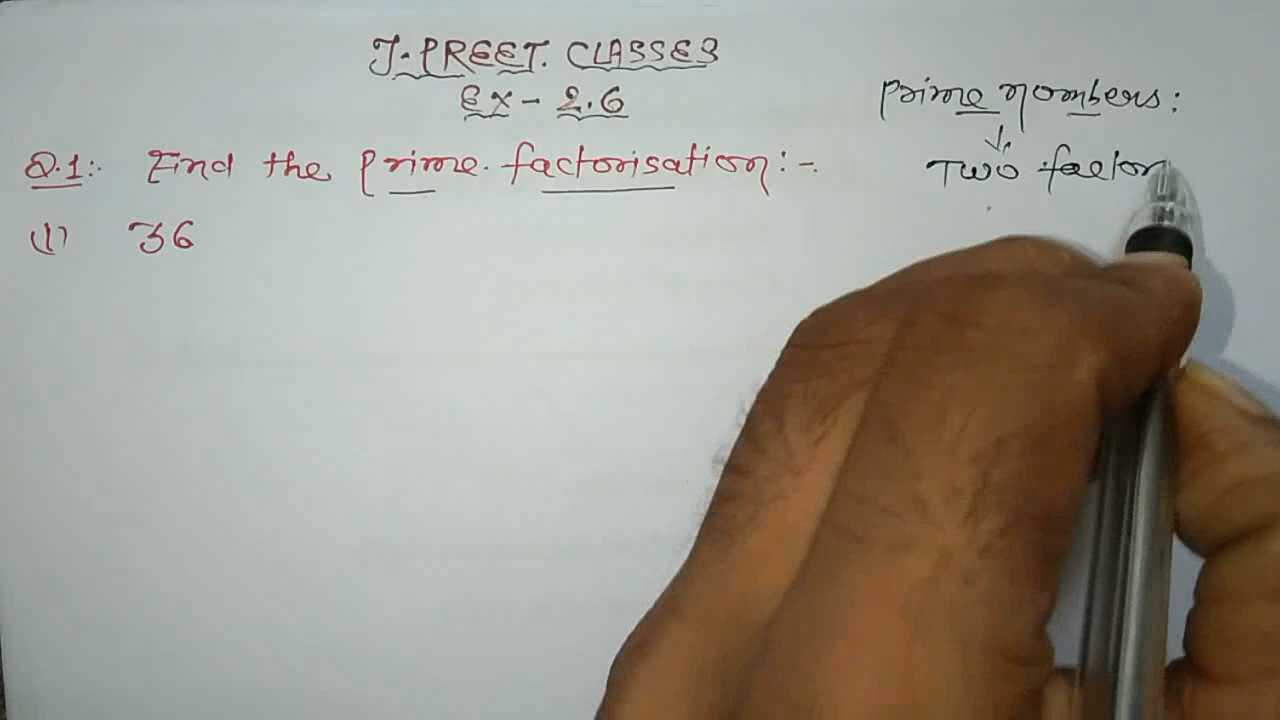 J. PREET. CLASSES
EX - 2.6
Q.1:- Find the prime. factorisation:-.
(1) 36
Prime numbers:
Two factor